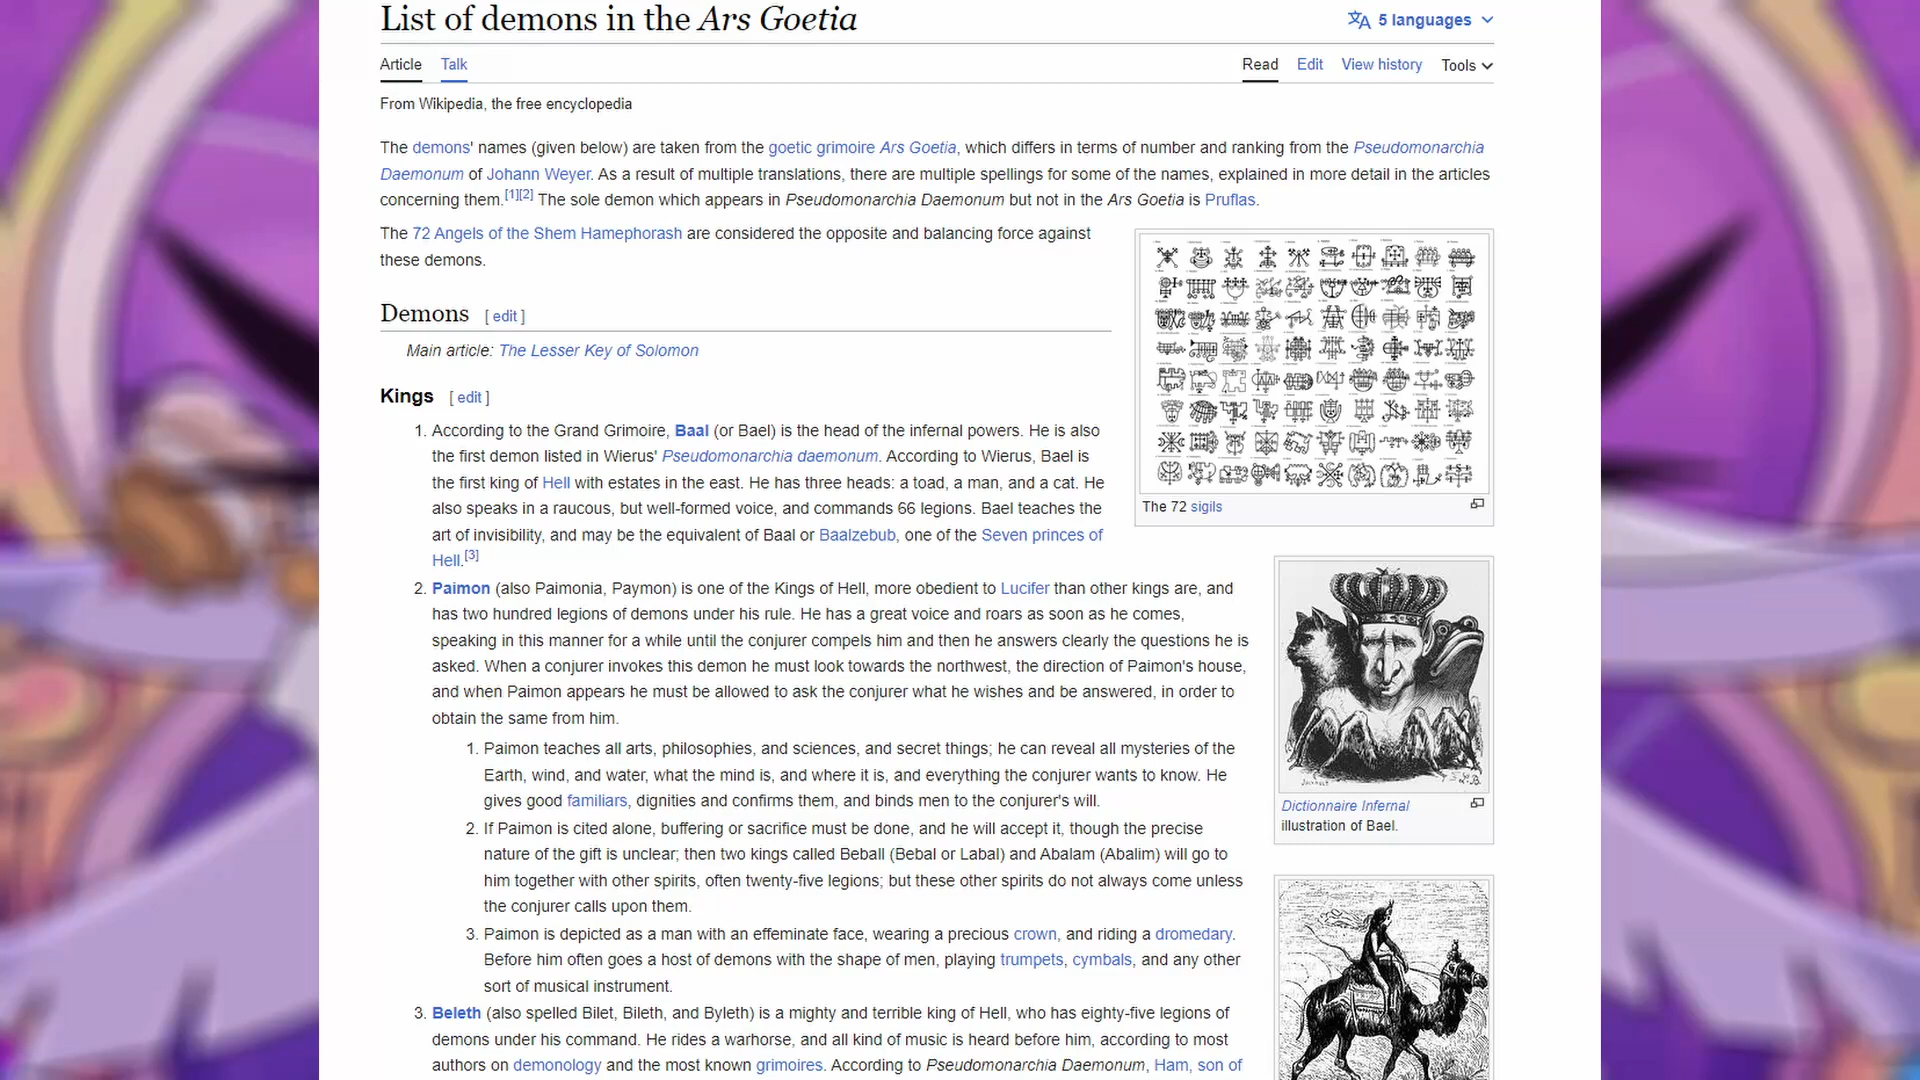 List of demons in the Ars Goetia
5 languages
Article Talk Read Edit View history Tools
From Wikipedia, the free encyclopedia
The demons' names (given below) are taken from the goetic grimoire Ars Goetia, which differs in terms of number and ranking from the Pseudomonarchia
Daemonum of Johann Weyer. As a result of multiple translations, there are multiple spellings for some of the names, explained in more detail in the articles
concerning them.[1][2] The sole demon which appears in Pseudomonarchia Daemonum but not in the Ars Goetia is Pruflas.
The 72 Angels of the Shem Hamephorash are considered the opposite and balancing force against
these demons.
Demons [ edit ]
Main article: The Lesser Key of Solomon
Kings [ edit ]
1. According to the Grand Grimoire, Baal (or Bael) is the head of the infernal powers. He is also
the first demon listed in Wierus' Pseudomonarchia daemonum. According to Wierus, Bael is
the first king of Hell with estates in the east. He has three heads: a toad, a man, and a cat. He
also speaks in a raucous, but well-formed voice, and commands 66 legions. Bael teaches the
art of invisibility, and may be the equivalent of Baal or Baalzebub, one of the Seven princes of
Hell.[3]
The 72 sigils
2. Paimon (also Paimonia, Paymon) is one of the Kings of Hell, more obedient to Lucifer than other kings are, and
has two hundred legions of demons under his rule. He has a great voice and roars as soon as he comes,
speaking in this manner for a while until the conjurer compels him and then he answers clearly the questions he is
asked. When a conjurer invokes this demon he must look towards the northwest, the direction of Paimon's house,
and when Paimon appears he must be allowed to ask the conjurer what he wishes and be answered, in order to
obtain the same from him.
1. Paimon teaches all arts, philosophies, and sciences, and secret things; he can reveal all mysteries of the
Earth, wind, and water, what the mind is, and where it is, and everything the conjurer wants to know. He
gives good familiars, dignities and confirms them, and binds men to the conjurer's will.
2. If Paimon is cited alone, buffering or sacrifice must be done, and he will accept it, though the precise
nature of the gift is unclear; then two kings called Beball (Bebal or Labal) and Abalam (Abalim) will go to
him together with other spirits, often twenty-five legions; but these other spirits do not always come unless
the conjurer calls upon them.
3. Paimon is depicted as a man with an effeminate face, wearing a precious crown, and riding a dromedary.
Before him often goes a host of demons with the shape of men, playing trumpets, cymbals, and any other
sort of musical instrument.
Dictionnaire Infernal
illustration of Bael.
3. Beleth (also spelled Bilet, Bileth, and Byleth) is a mighty and terrible king of Hell, who has eighty-five legions of
demons under his command. He rides a warhorse, and all kind of music is heard before him, according to most
authors on demonology and the most known grimoires. According to Pseudomonarchia Daemonum, Ham, son of